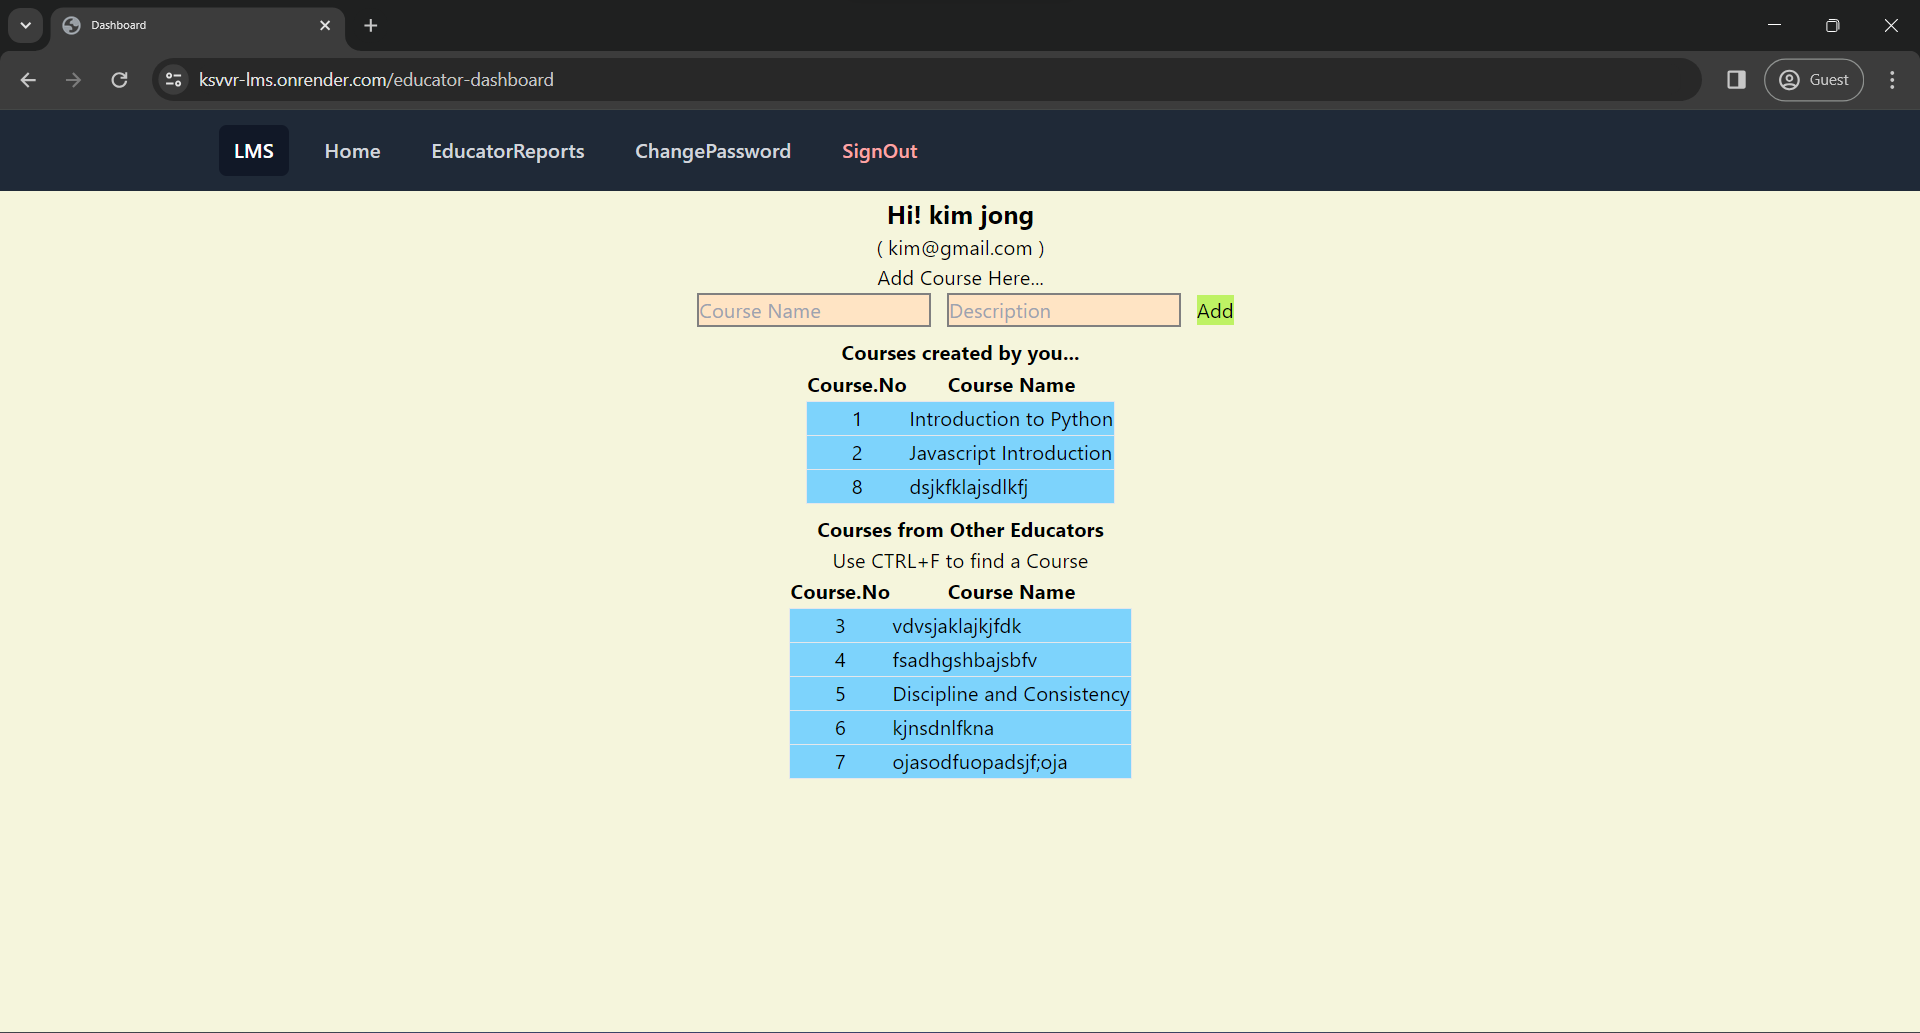 Dashboard
ksvvr-lms.onrender.com/educator-dashboard
Guest
LMS Home EducatorReports ChangePassword SignOut
Hi! kim jong
( kim@gmail.com )
Add Course Here...
Course Name Description Add
Courses created by you...
Course.No Course Name
1 Introduction to Python
2 Javascript Introduction
8 dsjkfklajsdlkfj
Courses from Other Educators
Use CTRL+F to find a Course
Course.No Course Name
3 vdvsjaklajkjfdk
4 fsadhgshbajsbfv
5 Discipline and Consistency
6 kjnsdnlfkna
7 ojasodfuopadsjf;oja